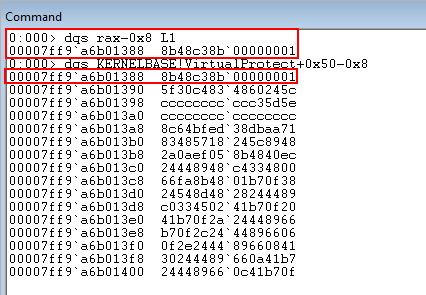 Command
0:000> dqs rax-0x8 L1
00007ff9`a6b01388  8b48c38b`00000001
0:000> dqs KERNELBASE!VirtualProtect+0x50-0x8
00007ff9`a6b01388  8b48c38b`00000001
00007ff9`a6b01390  5f30c483`4860245c
00007ff9`a6b01398  cccccccc`ccc35d5e
00007ff9`a6b013a0  cccccccc`cccccccc
00007ff9`a6b013a8  8c64bfed`38dbaa71
00007ff9`a6b013b0  83485718`245c8948
00007ff9`a6b013b8  2a0aef05`8b4840ec
00007ff9`a6b013c0  24448948`c4334800
00007ff9`a6b013c8  66fa8b48`01b70f38
00007ff9`a6b013d0  24548d48`28244489
00007ff9`a6b013d8  c0334502`41b70f20
00007ff9`a6b013e0  41b70f2a`24448966
00007ff9`a6b013e8  b70f2c24`44896606
00007ff9`a6b013f0  0f2e2444`89660841
00007ff9`a6b013f8  30244489`660a41b7
00007ff9`a6b01400  24448966`0c41b70f